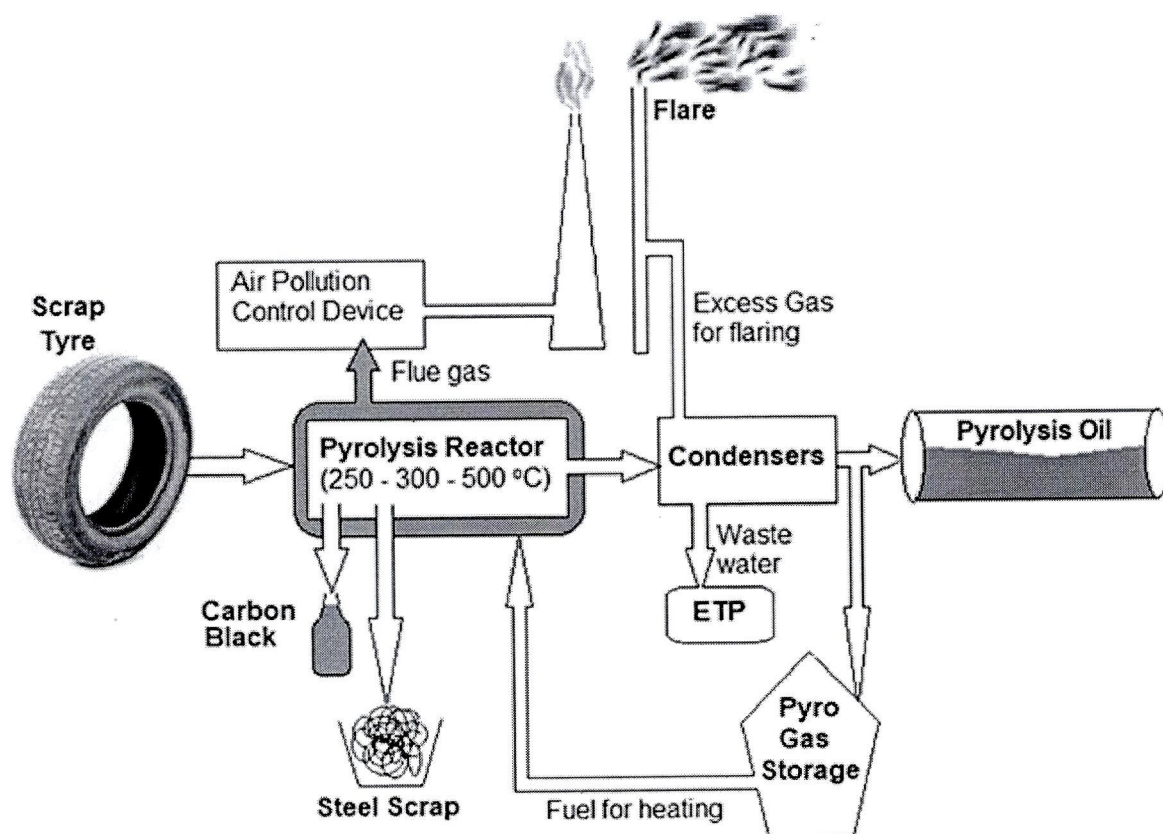 Flare
Air Pollution
Control Device
Scrap
Tyre
Excess Gas
for flaring
Flue gas
Pyrolysis Reactor
(250 - 300 - 500 ºC)
Condensers
Pyrolysis Oil
Waste
water
ETP
Carbon
Black
Pyro
Gas
Storage
Steel Scrap
Fuel for heating